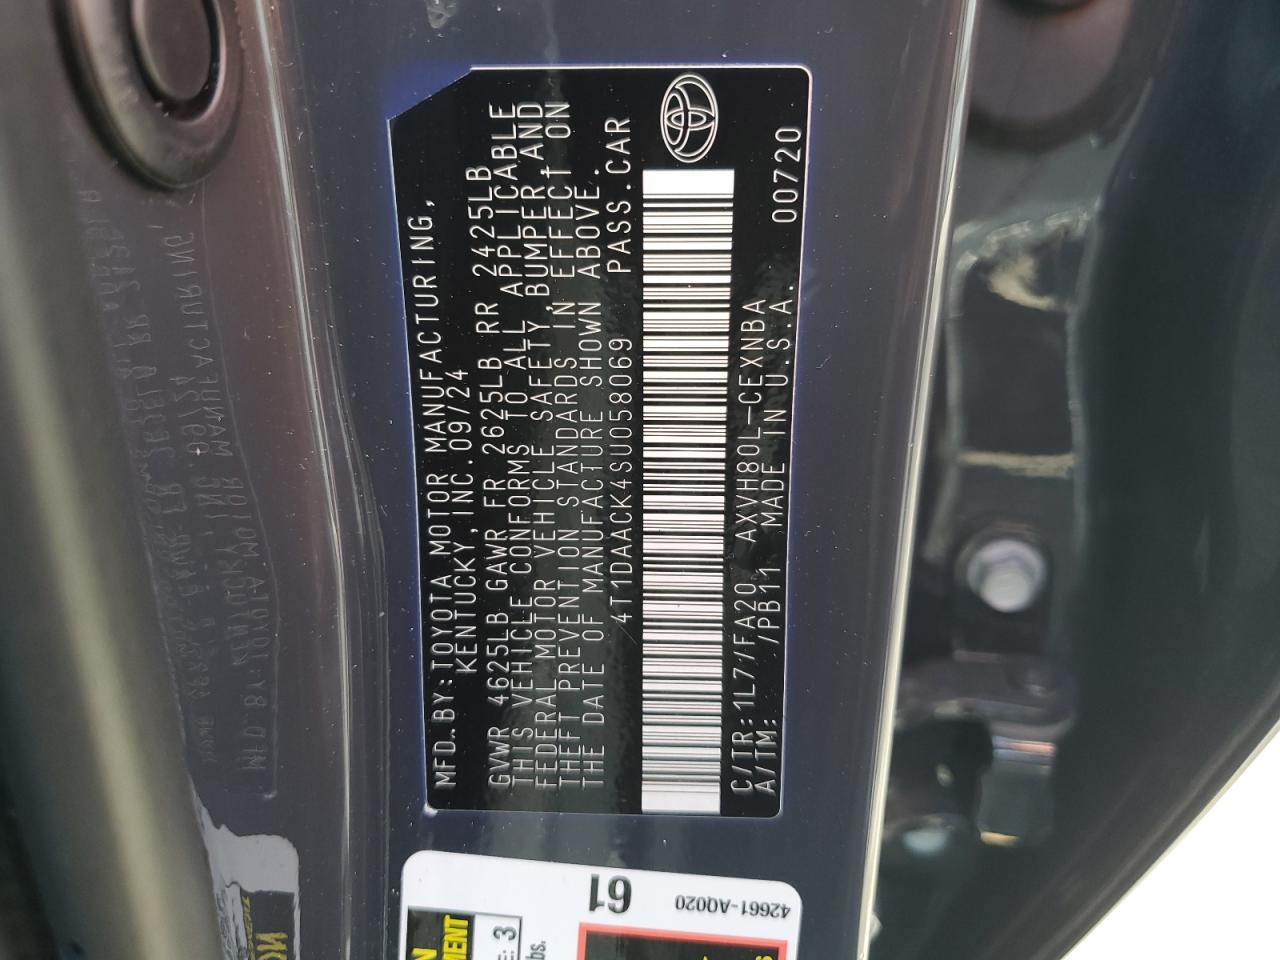 MFD. BY: TOYOTA MOTOR MANUFACTURING,
KENTUCKY, INC. 09/24
GVWR 4625LB GAWR FR 2625LB RR 2425LB
THIS VEHICLE CONFORMS TO ALL APPLICABLE
FEDERAL MOTOR VEHICLE SAFETY, BUMPER, AND
THEFT PREVENTION STANDARDS IN EFFECT ON
THE DATE OF MANUFACTURE SHOWN ABOVE.
4T1DAACK4SU058069 PASS.CAR
C/TR: 1L7/FA20 AXVH80L-CEXNBA
A/TM: /PB11 MADE IN U.S.A. 00720
61
42661-AQ020